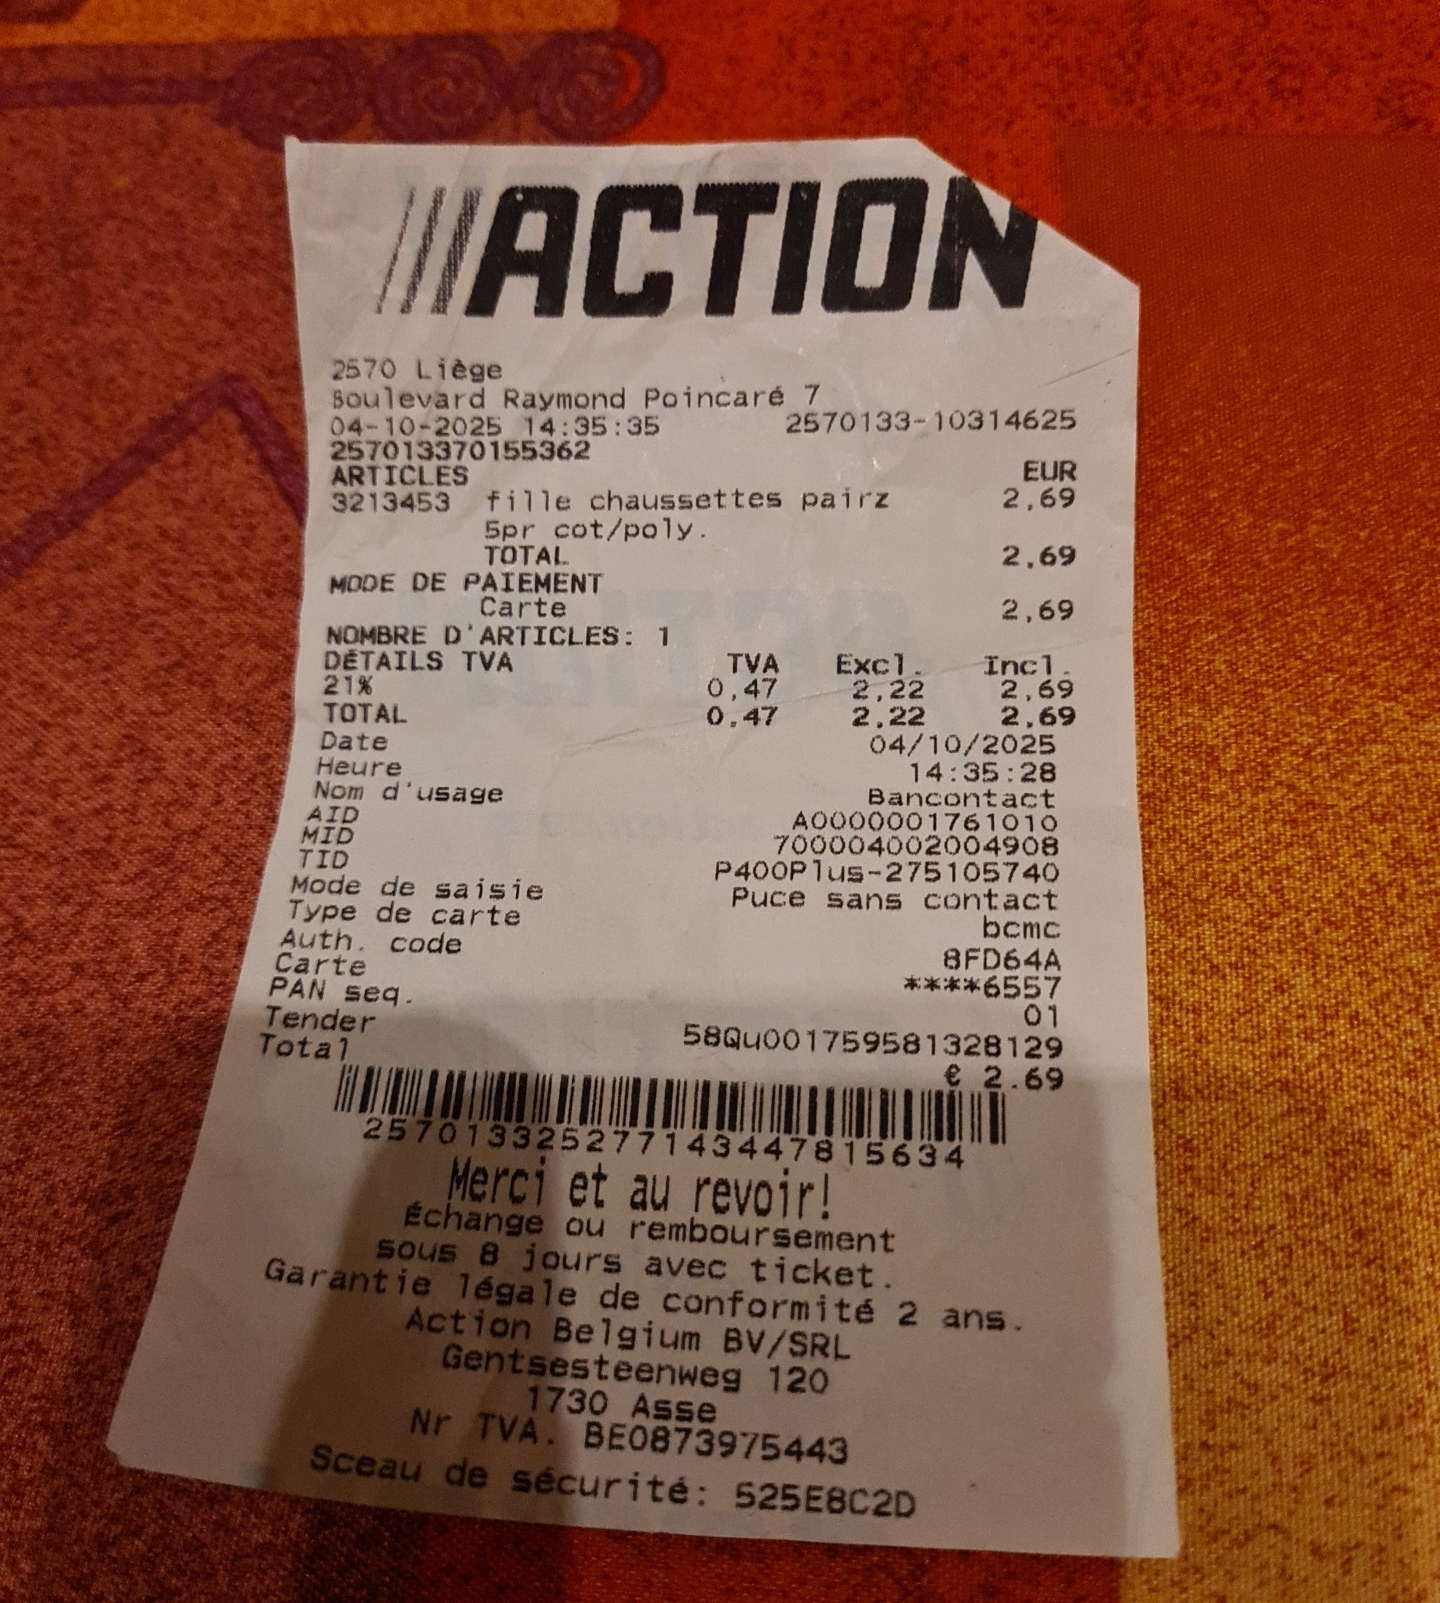 ACTION
2570 Liège
Boulevard Raymond Poincaré 7
04-10-2025 14:35:35 2570133-10314625
257013370155362
ARTICLES EUR
3213453 fille chaussettes pairz 2,69
5pr cot/poly.
TOTAL 2,69
MODE DE PAIEMENT
Carte 2,69
NOMBRE D'ARTICLES: 1
DÉTAILS TVA TVA Excl. Incl.
21% 0,47 2,22 2,69
TOTAL 0,47 2,22 2,69
Date 04/10/2025
Heure 14:35:28
Nom d'usage Bancontact
AID A0000001761010
MID 700004002004908
TID P400Plus-275105740
Mode de saisie Puce sans contact
Type de carte bcmc
Auth. code 8FD64A
Carte ****6557
PAN seq. 01
Tender 58Qu001759581328129
Total € 2.69
257013325277143447815634
Merci et au revoir!
Échange ou remboursement
sous 8 jours avec ticket.
Garantie légale de conformité 2 ans.
Action Belgium BV/SRL
Gentsesteenweg 120
1730 Asse
Nr TVA. BE0873975443
Sceau de sécurité: 525E8C2D